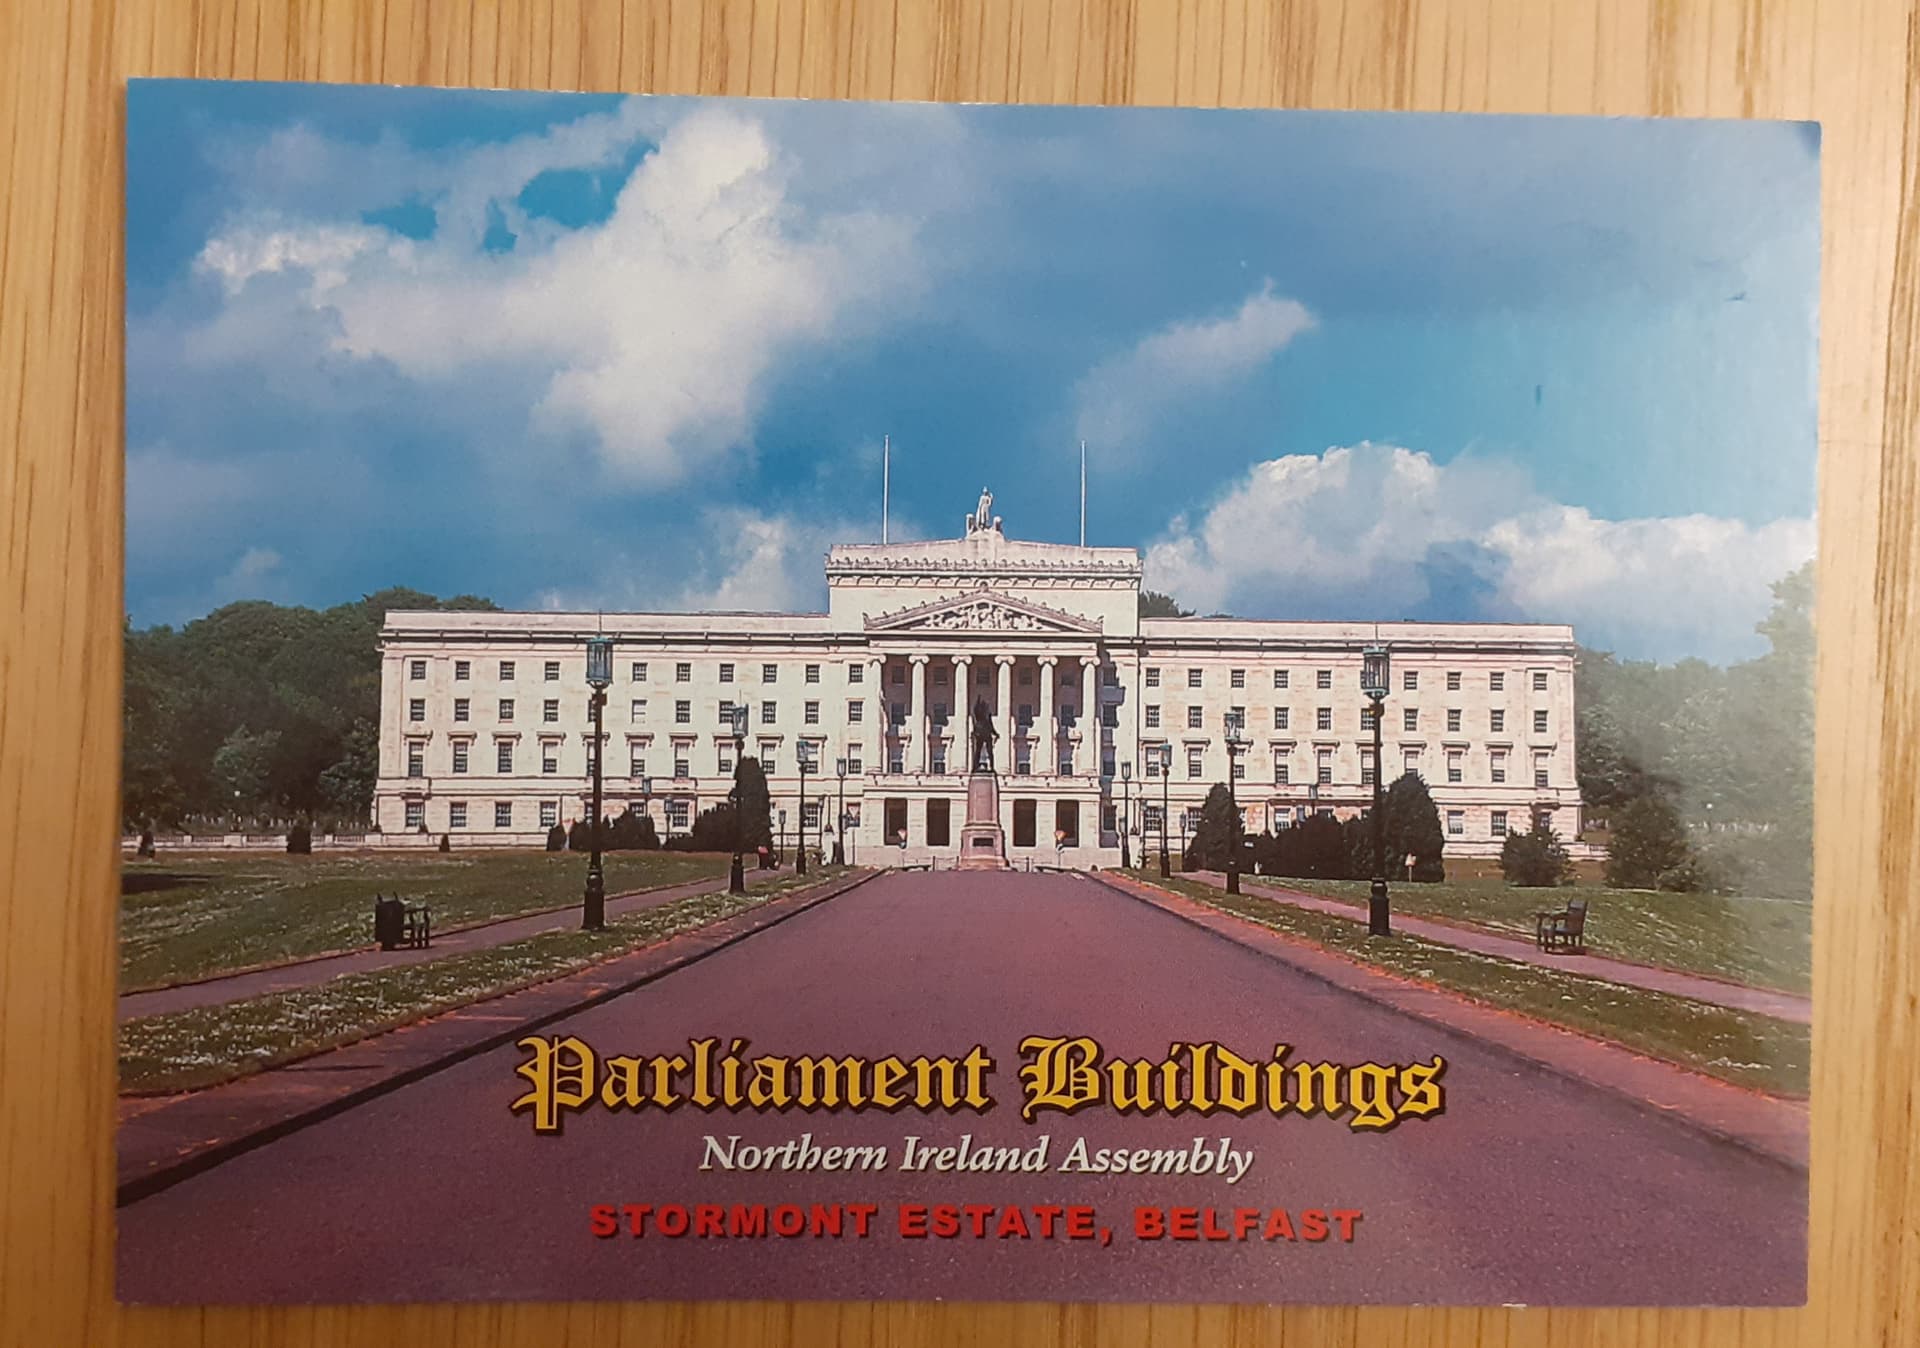 Parliament Buildings
Northern Ireland Assembly
STORMONT ESTATE, BELFAST